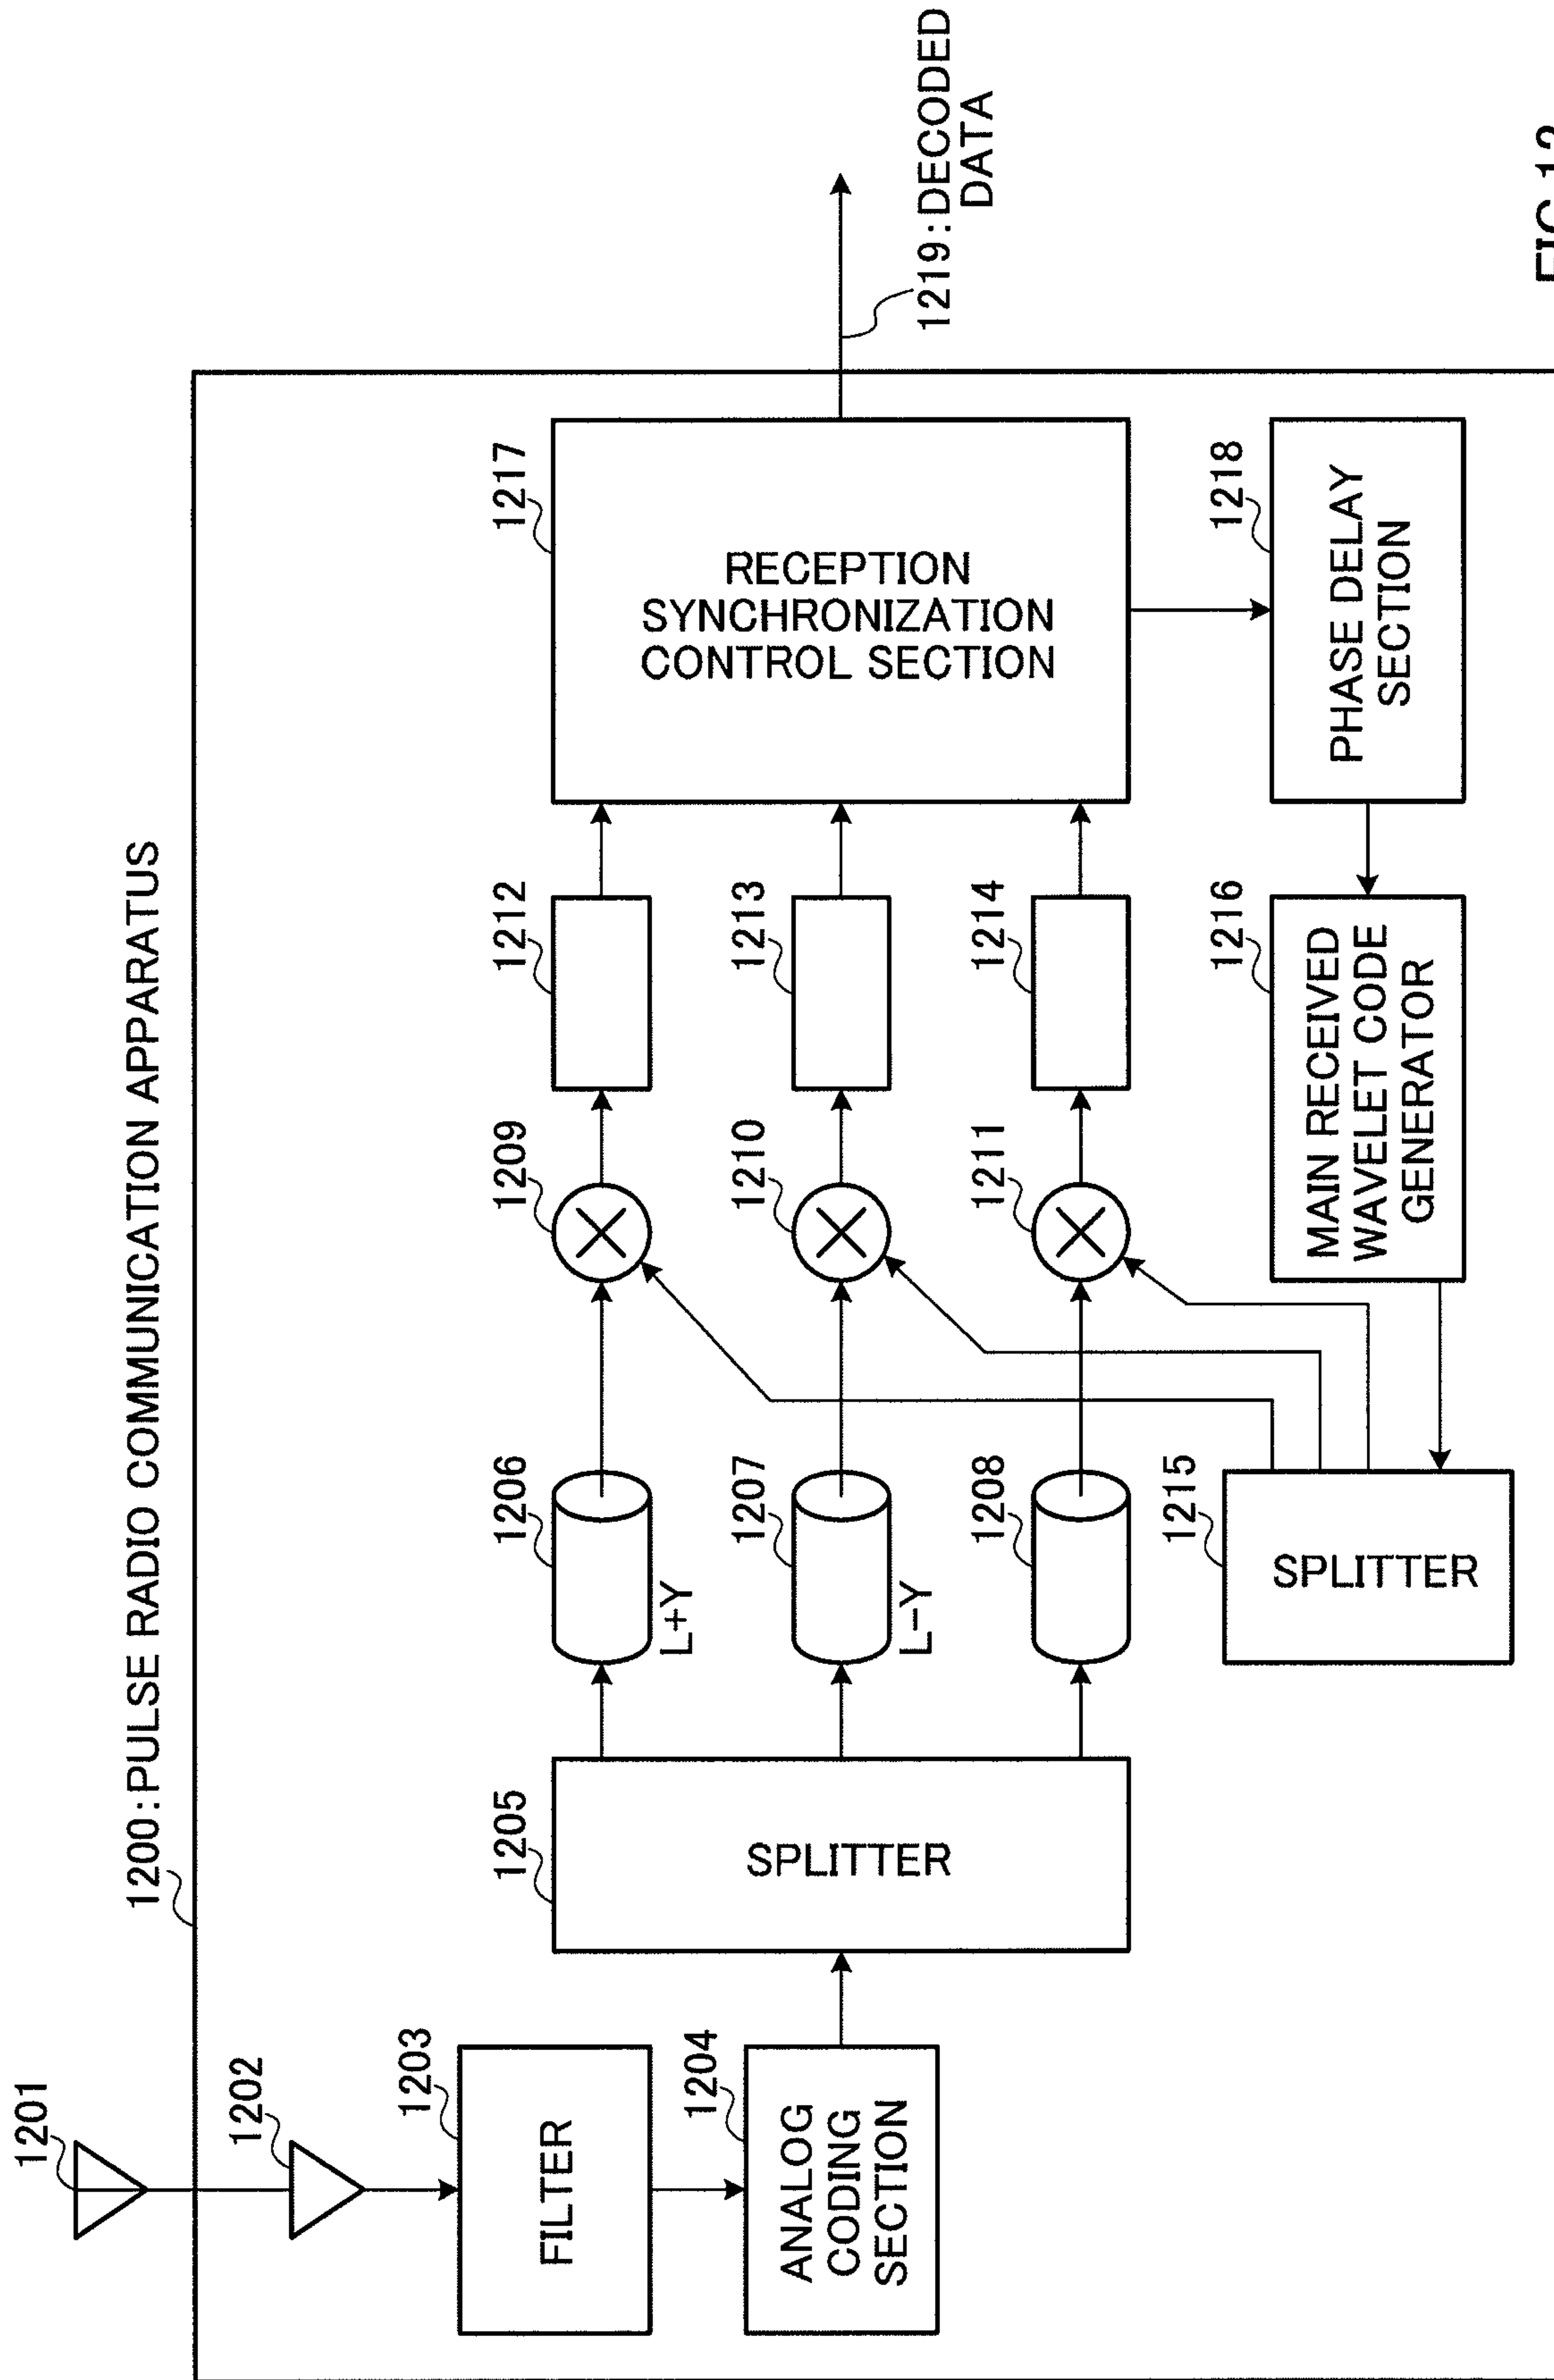 1200:PULSE RADIO COMMUNICATION APPARATUS
1201
1202
1203
FILTER
1204
ANALOG
CODING
SECTION
1205
SPLITTER
1206
L+Y
1207
L−Y
1208
1209
1210
1211
1212
1213
1214
1215
SPLITTER
1216
MAIN RECEIVED
WAVELET CODE
GENERATOR
1217
RECEPTION
SYNCHRONIZATION
CONTROL SECTION
1218
PHASE DELAY
SECTION
1219:DECODED
DATA